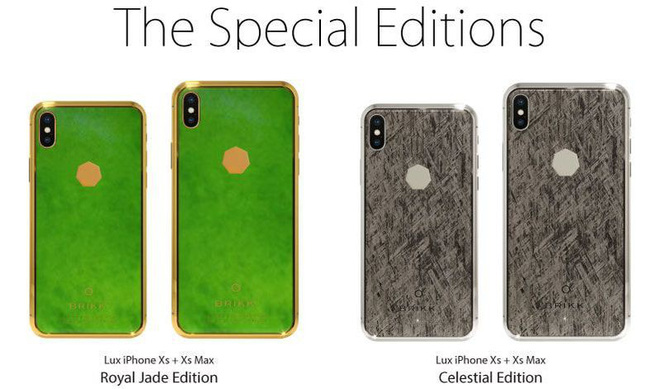 The Special Editions
BRIKK
BRIKK
BRIKK
BRIKK
Lux iPhone Xs + Xs Max
Royal Jade Edition
Lux iPhone Xs + Xs Max
Celestial Edition